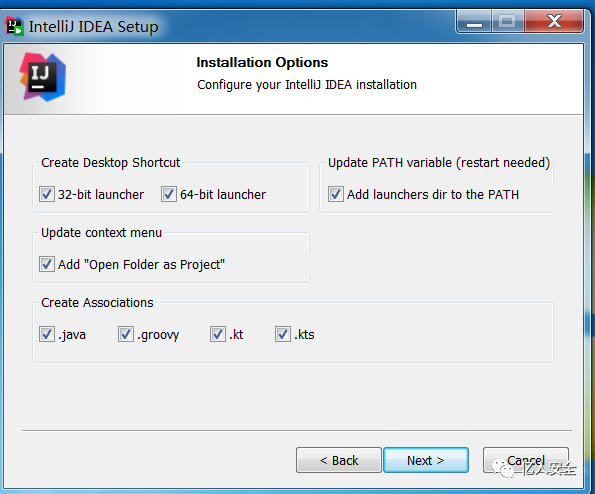 IntelliJ IDEA Setup
IJ
Installation Options
Configure your IntelliJ IDEA installation
Create Desktop Shortcut
32-bit launcher
64-bit launcher
Update PATH variable (restart needed)
Add launchers dir to the PATH
Update context menu
Add "Open Folder as Project"
Create Associations
.java
.groovy
.kt
.kts
< Back
Next >
Cancel
亿人安全